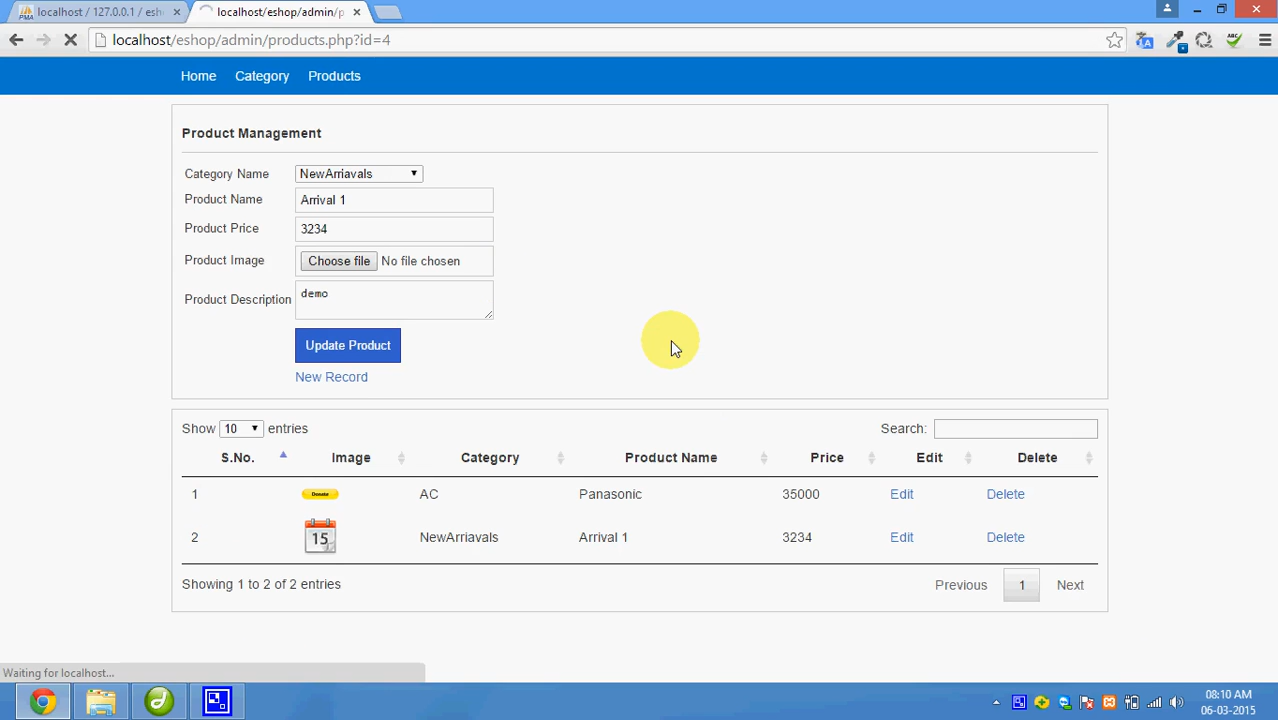 localhost / 127.0.0.1 / esh
localhost/eshop/admin/p
localhost/eshop/admin/products.php?id=4
Home Category Products
Product Management
Category Name NewArriavals
Product Name Arrival 1
Product Price 3234
Product Image Choose file No file chosen
Product Description demo
Update Product
New Record
Show 10 entries Search:
S.No. Image Category Product Name Price Edit Delete
1 Donate AC Panasonic 35000 Edit Delete
2 15 NewArriavals Arrival 1 3234 Edit Delete
Showing 1 to 2 of 2 entries Previous 1 Next
Waiting for localhost...
08:10 AM
06-03-2015